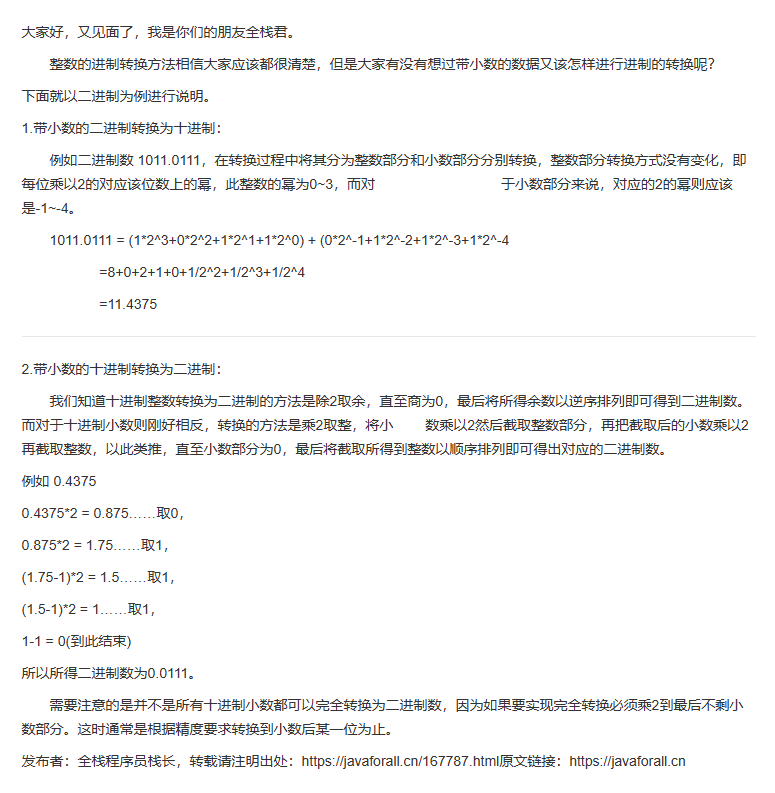 大家好，又见面了，我是你们的朋友全栈君。
整数的进制转换方法相信大家应该都很清楚，但是大家有没有想过带小数的数据又该怎样进行进制的转换呢？
下面就以二进制为例进行说明。
1.带小数的二进制转换为十进制：
例如二进制数 1011.0111，在转换过程中将其分为整数部分和小数部分分别转换，整数部分转换方式没有变化，即
每位乘以2的对应该位数上的幂，此整数的幂为0~3，而对 于小数部分来说，对应的2的幂则应该
是-1~-4。
1011.0111 = (1*2^3+0*2^2+1*2^1+1*2^0) + (0*2^-1+1*2^-2+1*2^-3+1*2^-4
=8+0+2+1+0+1/2^2+1/2^3+1/2^4
=11.4375
2.带小数的十进制转换为二进制：
我们知道十进制整数转换为二进制的方法是除2取余，直至商为0，最后将所得余数以逆序排列即可得到二进制数。
而对于十进制小数则刚好相反，转换的方法是乘2取整，将小 数乘以2然后截取整数部分，再把截取后的小数乘以2
再截取整数，以此类推，直至小数部分为0，最后将截取所得到整数以顺序排列即可得出对应的二进制数。
例如 0.4375
0.4375*2 = 0.875……取0，
0.875*2 = 1.75……取1，
(1.75-1)*2 = 1.5……取1，
(1.5-1)*2 = 1……取1，
1-1 = 0(到此结束)
所以所得二进制数为0.0111。
需要注意的是并不是所有十进制小数都可以完全转换为二进制数，因为如果要实现完全转换必须乘2到最后不剩小
数部分。这时通常是根据精度要求转换到小数后某一位为止。
发布者：全栈程序员栈长，转载请注明出处：https://javaforall.cn/167787.html原文链接：https://javaforall.cn